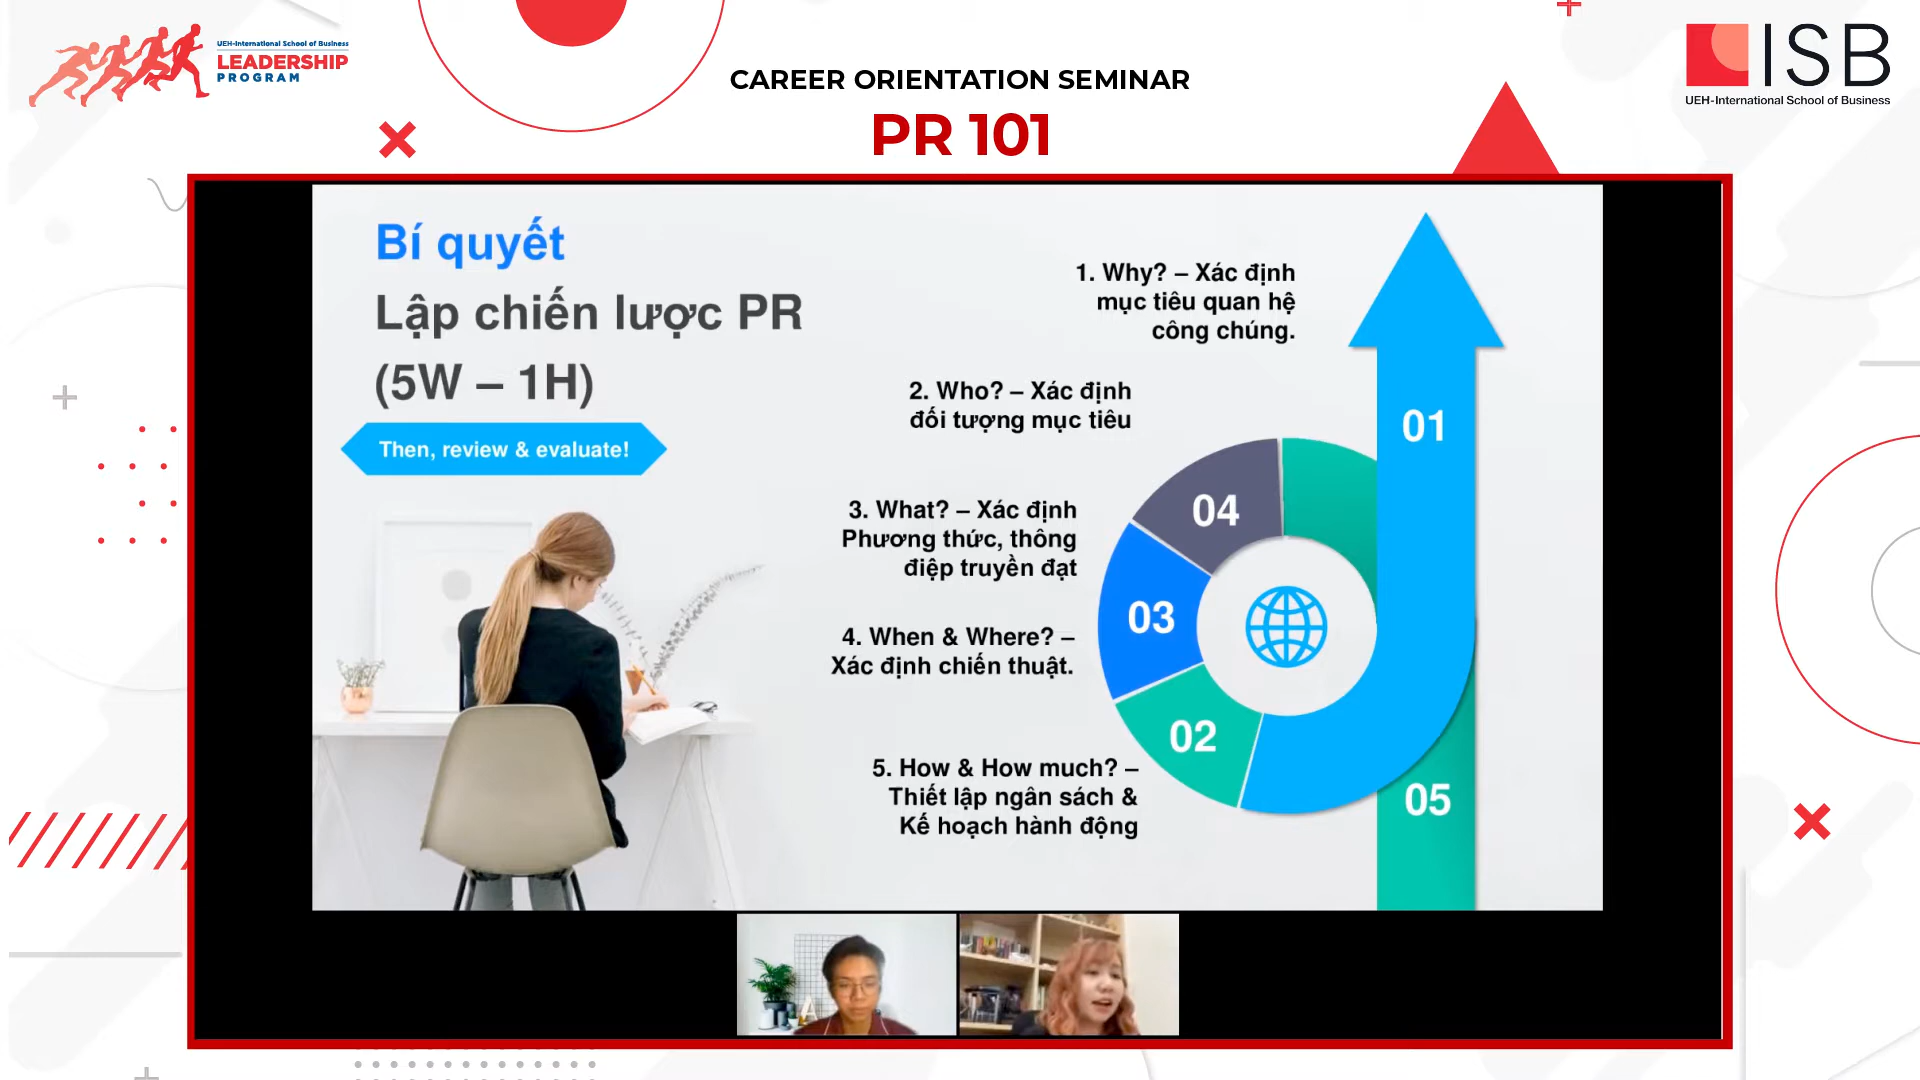 UEH-International School of Business
LEADERSHIP
PROGRAM
CAREER ORIENTATION SEMINAR
PR 101
ISB
UEH-International School of Business
Bí quyết
Lập chiến lược PR
(5W – 1H)
Then, review & evaluate!
1. Why? – Xác định
mục tiêu quan hệ
công chúng.
2. Who? – Xác định
đối tượng mục tiêu
3. What? – Xác định
Phương thức, thông
điệp truyền đạt
4. When & Where? –
Xác định chiến thuật.
5. How & How much? –
Thiết lập ngân sách &
Kế hoạch hành động
01
04
03
02
05
A